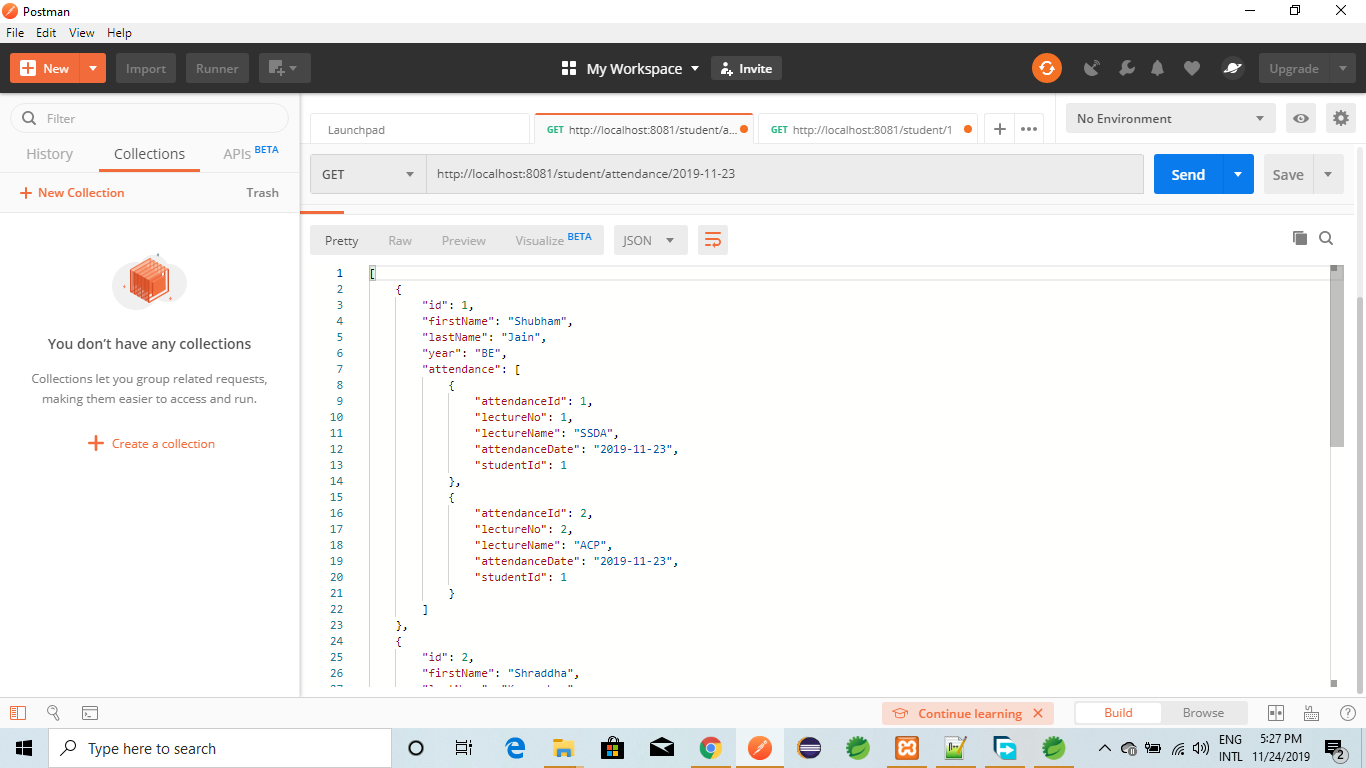 Postman
File Edit View Help
New Import Runner My Workspace Invite Upgrade
Filter
History Collections APIs BETA
New Collection Trash
You don't have any collections
Collections let you group related requests,
making them easier to access and run.
Create a collection
Launchpad GET http://localhost:8081/student/a... GET http://localhost:8081/student/1 No Environment
GET http://localhost:8081/student/attendance/2019-11-23 Send Save
Pretty Raw Preview Visualize BETA JSON
1 [
2 {
3 "id": 1,
4 "firstName": "Shubham",
5 "lastName": "Jain",
6 "year": "BE",
7 "attendance": [
8 {
9 "attendanceId": 1,
10 "lectureNo": 1,
11 "lectureName": "SSDA",
12 "attendanceDate": "2019-11-23",
13 "studentId": 1
14 },
15 {
16 "attendanceId": 2,
17 "lectureNo": 2,
18 "lectureName": "ACP",
19 "attendanceDate": "2019-11-23",
20 "studentId": 1
21 }
22 ]
23 },
24 {
25 "id": 2,
26 "firstName": "Shraddha",
Continue learning Build Browse
Type here to search
ENG
INTL
5:27 PM
11/24/2019
2